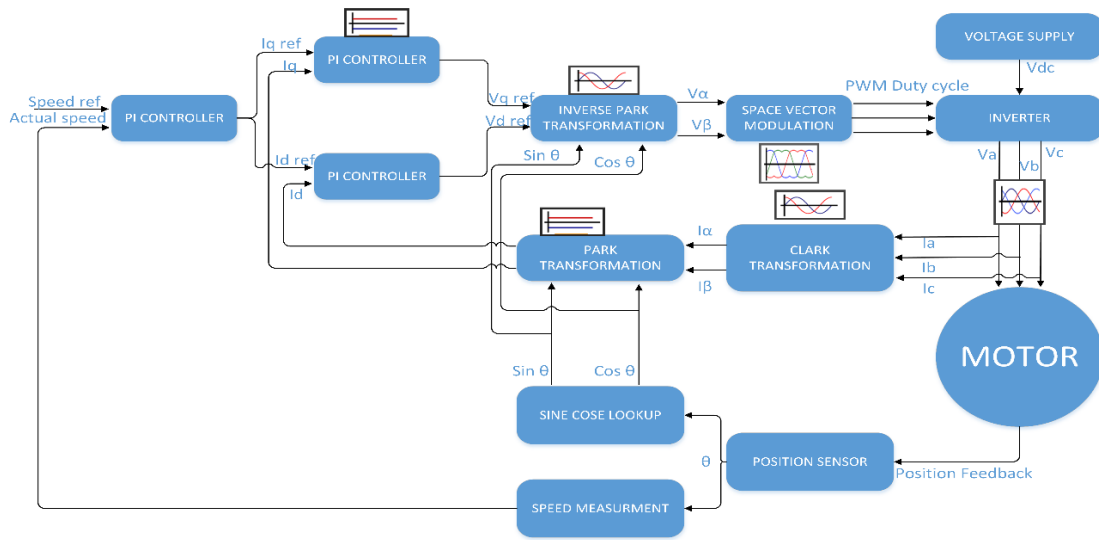 VOLTAGE SUPPLY
Vdc
Iq ref
Iq
PI CONTROLLER
Speed ref
Actual speed
PI CONTROLLER
Vq ref
Vd ref
INVERSE PARK
TRANSFORMATION
Vα
Vβ
SPACE VECTOR
MODULATION
PWM Duty cycle
INVERTER
Va
Vb
Vc
Id ref
Id
PI CONTROLLER
Sin θ
Cos θ
PARK
TRANSFORMATION
Iα
Iβ
CLARK
TRANSFORMATION
Ia
Ib
Ic
MOTOR
Sin θ
Cos θ
SINE COSE LOOKUP
θ
POSITION SENSOR
Position Feedback
SPEED MEASURMENT